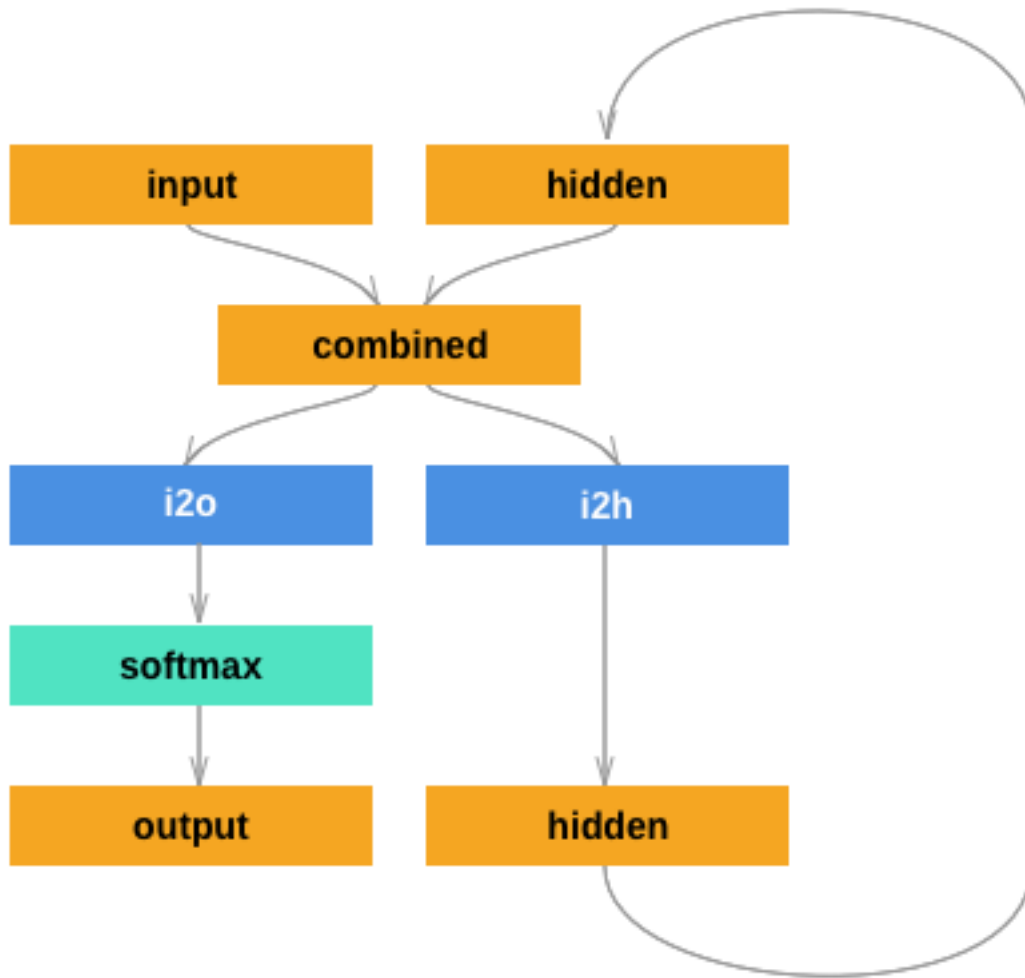 input
hidden
combined
i2o
i2h
softmax
output
hidden